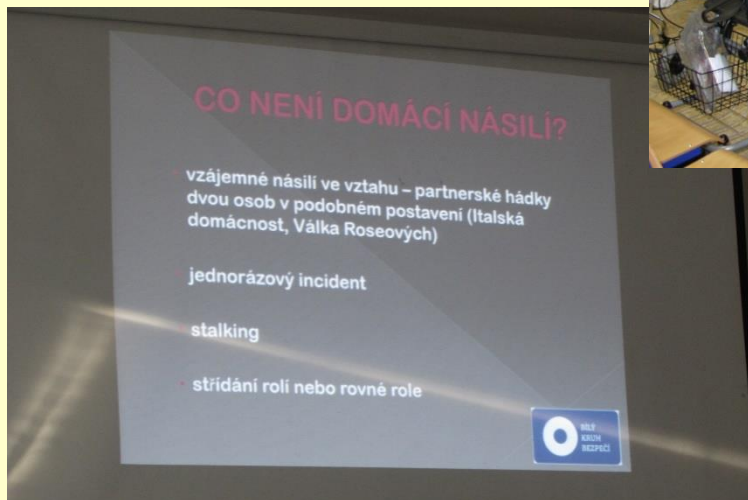 CO NENÍ DOMÁCÍ NÁSILÍ?
vzájemné násilí ve vztahu – partnerské hádky
dvou osob v podobném postavení (Italská
domácnost, Válka Roseových)
jednorázový incident
stalking
střídání rolí nebo rovné role
BÍLÝ
KRUH
BEZPEČÍ